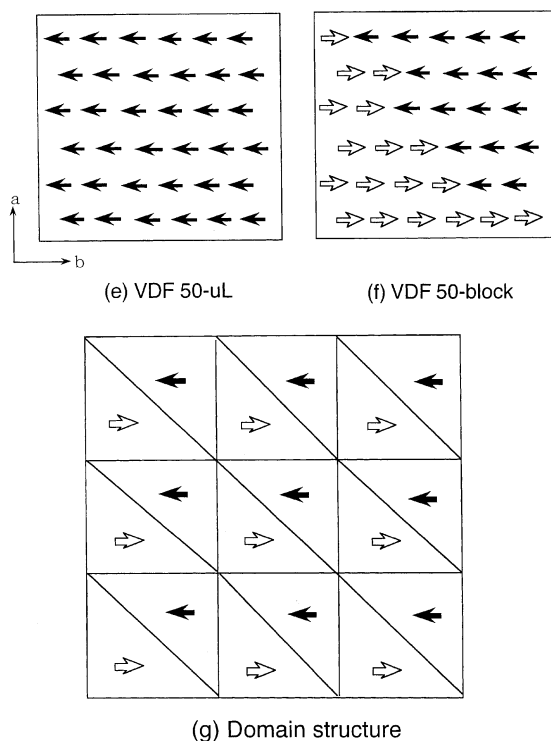 a
b
(e) VDF 50-uL
(f) VDF 50-block
(g) Domain structure